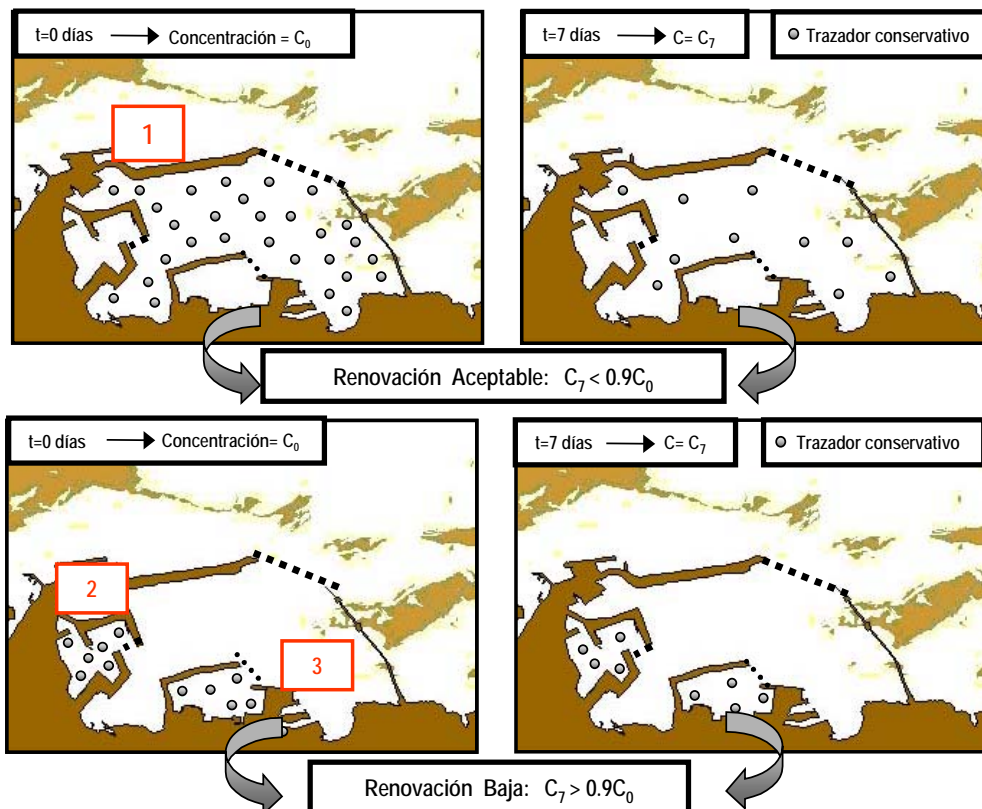 t=0 días → Concentración = C₀
t=7 días → C= C₇
Trazador conservativo
1
Renovación Aceptable: C₇ < 0.9C₀
t=0 días → Concentración= C₀
t=7 días → C= C₇
Trazador conservativo
2
3
Renovación Baja: C₇ > 0.9C₀